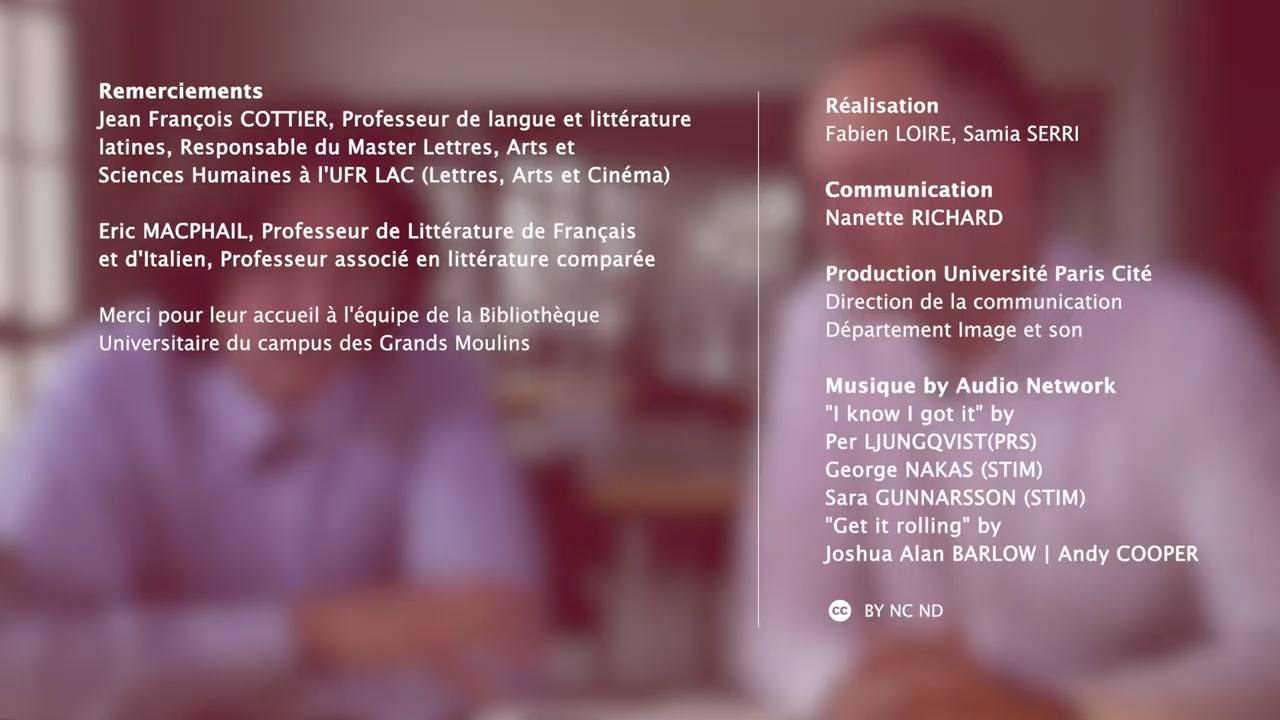 Remerciements
Jean François COTTIER, Professeur de langue et littérature
latines, Responsable du Master Lettres, Arts et
Sciences Humaines à l'UFR LAC (Lettres, Arts et Cinéma)
Eric MACPHAIL, Professeur de Littérature de Français
et d'Italien, Professeur associé en littérature comparée
Merci pour leur accueil à l'équipe de la Bibliothèque
Universitaire du campus des Grands Moulins
Réalisation
Fabien LOIRE, Samia SERRI
Communication
Nanette RICHARD
Production Université Paris Cité
Direction de la communication
Département Image et son
Musique by Audio Network
"I know I got it" by
Per LJUNGQVIST(PRS)
George NAKAS (STIM)
Sara GUNNARSSON (STIM)
"Get it rolling" by
Joshua Alan BARLOW | Andy COOPER
cc BY NC ND